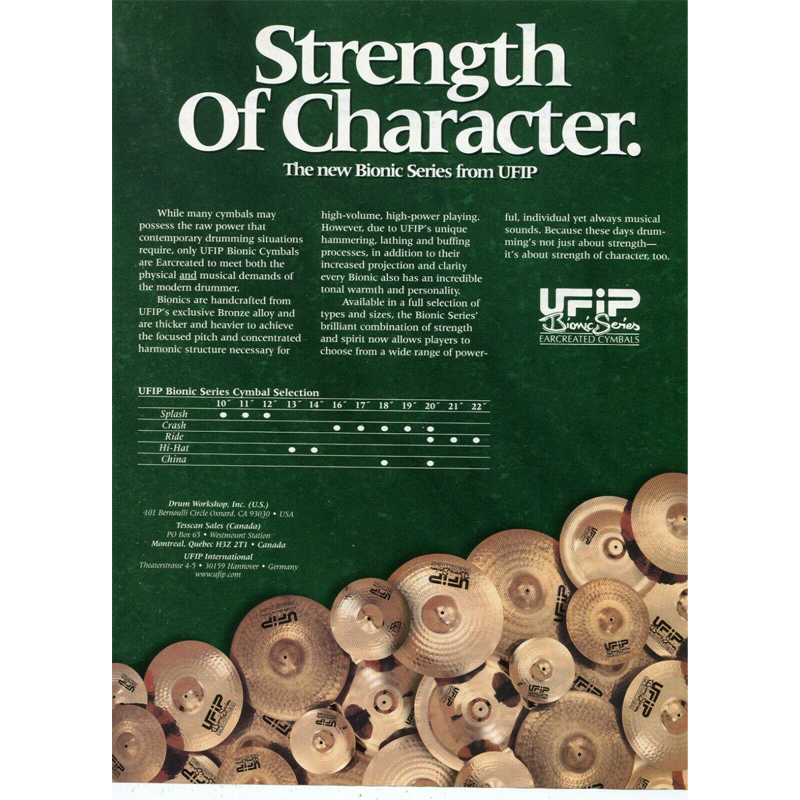 Strength
Of Character.
The new Bionic Series from UFIP
While many cymbals may
possess the raw power that
contemporary drumming situations
require, only UFIP Bionic Cymbals
are Earcreated to meet both the
physical and musical demands of
the modern drummer.
Bionics are handcrafted from
UFIP's exclusive Bronze alloy and
are thicker and heavier to achieve
the focused pitch and concentrated
harmonic structure necessary for
high-volume, high-power playing.
However, due to UFIP's unique
hammering, lathing and buffing
processes, in addition to their
increased projection and clarity
every Bionic also has an incredible
tonal warmth and personality.
Available in a full selection of
types and sizes, the Bionic Series'
brilliant combination of strength
and spirit now allows players to
choose from a wide range of power-
ful, individual yet always musical
sounds. Because these days drum-
ming's not just about strength—
it's about strength of character, too.
UFiP
Bionic Series
EARCREATED CYMBALS
UFIP Bionic Series Cymbal Selection
10" 11" 12" 13" 14" 16" 17" 18" 19" 20" 21" 22"
Splash
Crash
Ride
Hi-Hat
China
Drum Workshop, Inc. (U.S.)
101 Bernoulli Circle Oxnard, CA 93030 • USA
Tesscan Sales (Canada)
PO Box 65 • Westmount Station
Montreal, Quebec H3Z 2T1 • Canada
UFIP International
Theaterstrasse 4-5 • 30159 Hannover • Germany
www.ufip.com
UFiP
UFiP
UFiP
UFiP
UFiP
UFiP
UFiP
UFiP